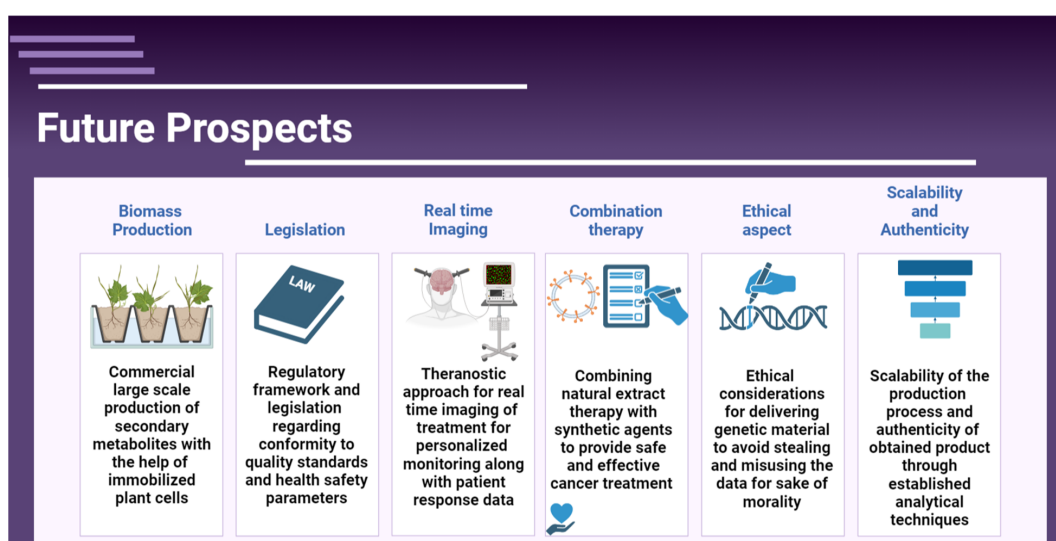 Future Prospects
Biomass
Production
Commercial
large scale
production of
secondary
metabolites with
the help of
immobilized
plant cells
Legislation
LAW
Regulatory
framework and
legislation
regarding
conformity to
quality standards
and health safety
parameters
Real time
Imaging
Theranostic
approach for real
time imaging of
treatment for
personalized
monitoring along
with patient
response data
Combination
therapy
Combining
natural extract
therapy with
synthetic agents
to provide safe
and effective
cancer treatment
Ethical
aspect
Ethical
considerations
for delivering
genetic material
to avoid stealing
and misusing the
data for sake of
morality
Scalability
and
Authenticity
Scalability of the
production
process and
authenticity of
obtained product
through
established
analytical
techniques